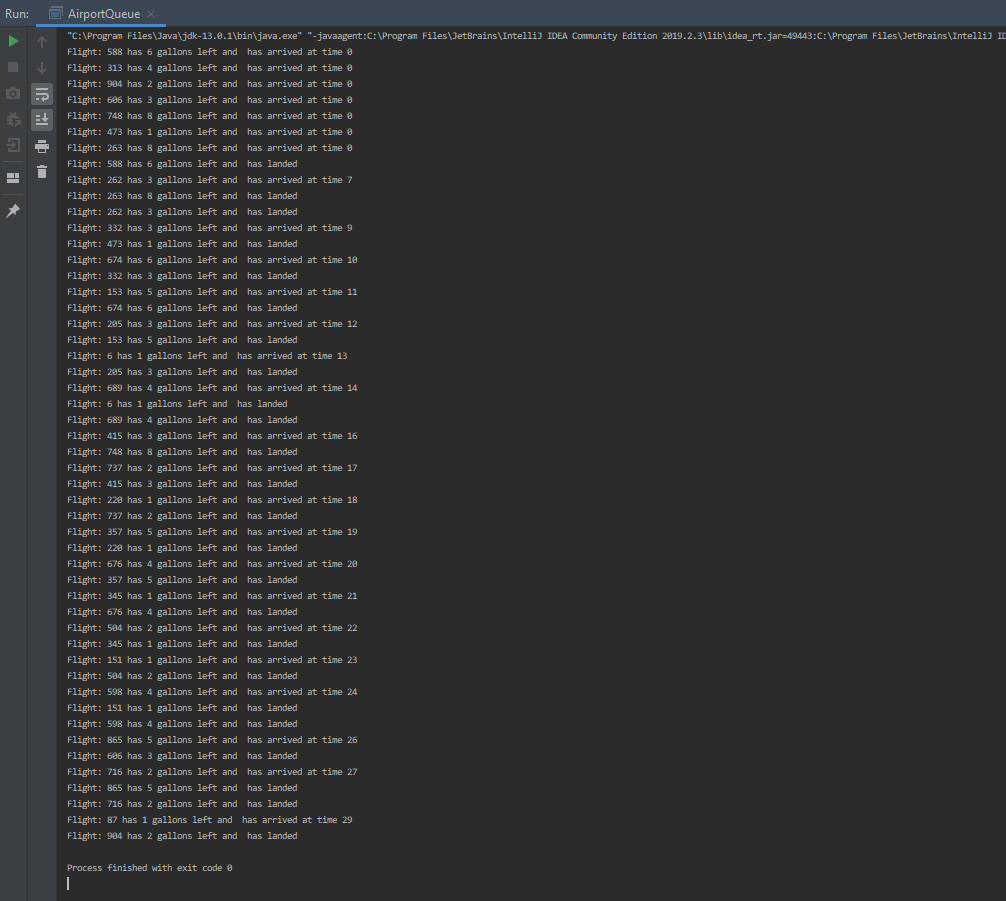 Run: AirportQueue
"C:\Program Files\Java\jdk-13.0.1\bin\java.exe" "-javaagent:C:\Program Files\JetBrains\IntelliJ IDEA Community Edition 2019.2.3\lib\idea_rt.jar=49443:C:\Program Files\JetBrains\IntelliJ ID
Flight: 588 has 6 gallons left and  has arrived at time 0
Flight: 313 has 4 gallons left and  has arrived at time 0
Flight: 904 has 2 gallons left and  has arrived at time 0
Flight: 606 has 3 gallons left and  has arrived at time 0
Flight: 748 has 8 gallons left and  has arrived at time 0
Flight: 473 has 1 gallons left and  has arrived at time 0
Flight: 263 has 8 gallons left and  has arrived at time 0
Flight: 588 has 6 gallons left and  has landed
Flight: 262 has 3 gallons left and  has arrived at time 7
Flight: 263 has 8 gallons left and  has landed
Flight: 262 has 3 gallons left and  has landed
Flight: 332 has 3 gallons left and  has arrived at time 9
Flight: 473 has 1 gallons left and  has landed
Flight: 674 has 6 gallons left and  has arrived at time 10
Flight: 332 has 3 gallons left and  has landed
Flight: 153 has 5 gallons left and  has arrived at time 11
Flight: 674 has 6 gallons left and  has landed
Flight: 205 has 3 gallons left and  has arrived at time 12
Flight: 153 has 5 gallons left and  has landed
Flight: 6 has 1 gallons left and  has arrived at time 13
Flight: 205 has 3 gallons left and  has landed
Flight: 689 has 4 gallons left and  has arrived at time 14
Flight: 6 has 1 gallons left and  has landed
Flight: 689 has 4 gallons left and  has landed
Flight: 415 has 3 gallons left and  has arrived at time 16
Flight: 748 has 8 gallons left and  has landed
Flight: 737 has 2 gallons left and  has arrived at time 17
Flight: 415 has 3 gallons left and  has landed
Flight: 220 has 1 gallons left and  has arrived at time 18
Flight: 737 has 2 gallons left and  has landed
Flight: 357 has 5 gallons left and  has arrived at time 19
Flight: 220 has 1 gallons left and  has landed
Flight: 676 has 4 gallons left and  has arrived at time 20
Flight: 357 has 5 gallons left and  has landed
Flight: 345 has 1 gallons left and  has arrived at time 21
Flight: 676 has 4 gallons left and  has landed
Flight: 504 has 2 gallons left and  has arrived at time 22
Flight: 345 has 1 gallons left and  has landed
Flight: 151 has 1 gallons left and  has arrived at time 23
Flight: 504 has 2 gallons left and  has landed
Flight: 598 has 4 gallons left and  has arrived at time 24
Flight: 151 has 1 gallons left and  has landed
Flight: 598 has 4 gallons left and  has landed
Flight: 865 has 5 gallons left and  has arrived at time 26
Flight: 606 has 3 gallons left and  has landed
Flight: 716 has 2 gallons left and  has arrived at time 27
Flight: 865 has 5 gallons left and  has landed
Flight: 716 has 2 gallons left and  has landed
Flight: 87 has 1 gallons left and  has arrived at time 29
Flight: 904 has 2 gallons left and  has landed
Process finished with exit code 0